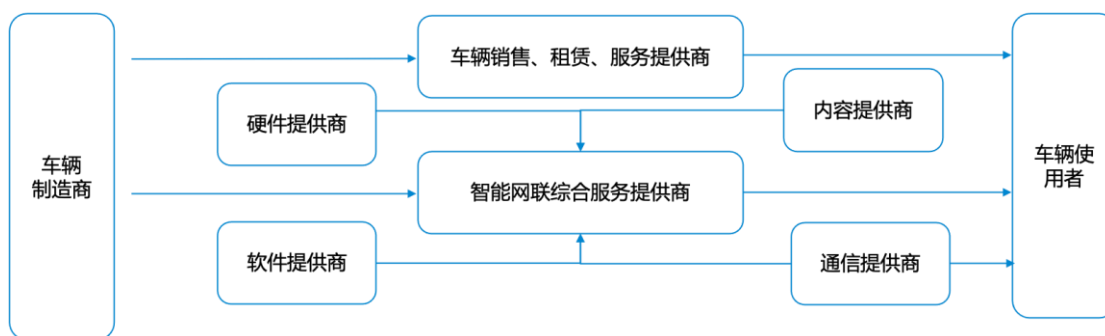 车辆
制造商
车辆销售、租赁、服务提供商
硬件提供商
内容提供商
智能网联综合服务提供商
软件提供商
通信提供商
车辆使
用者